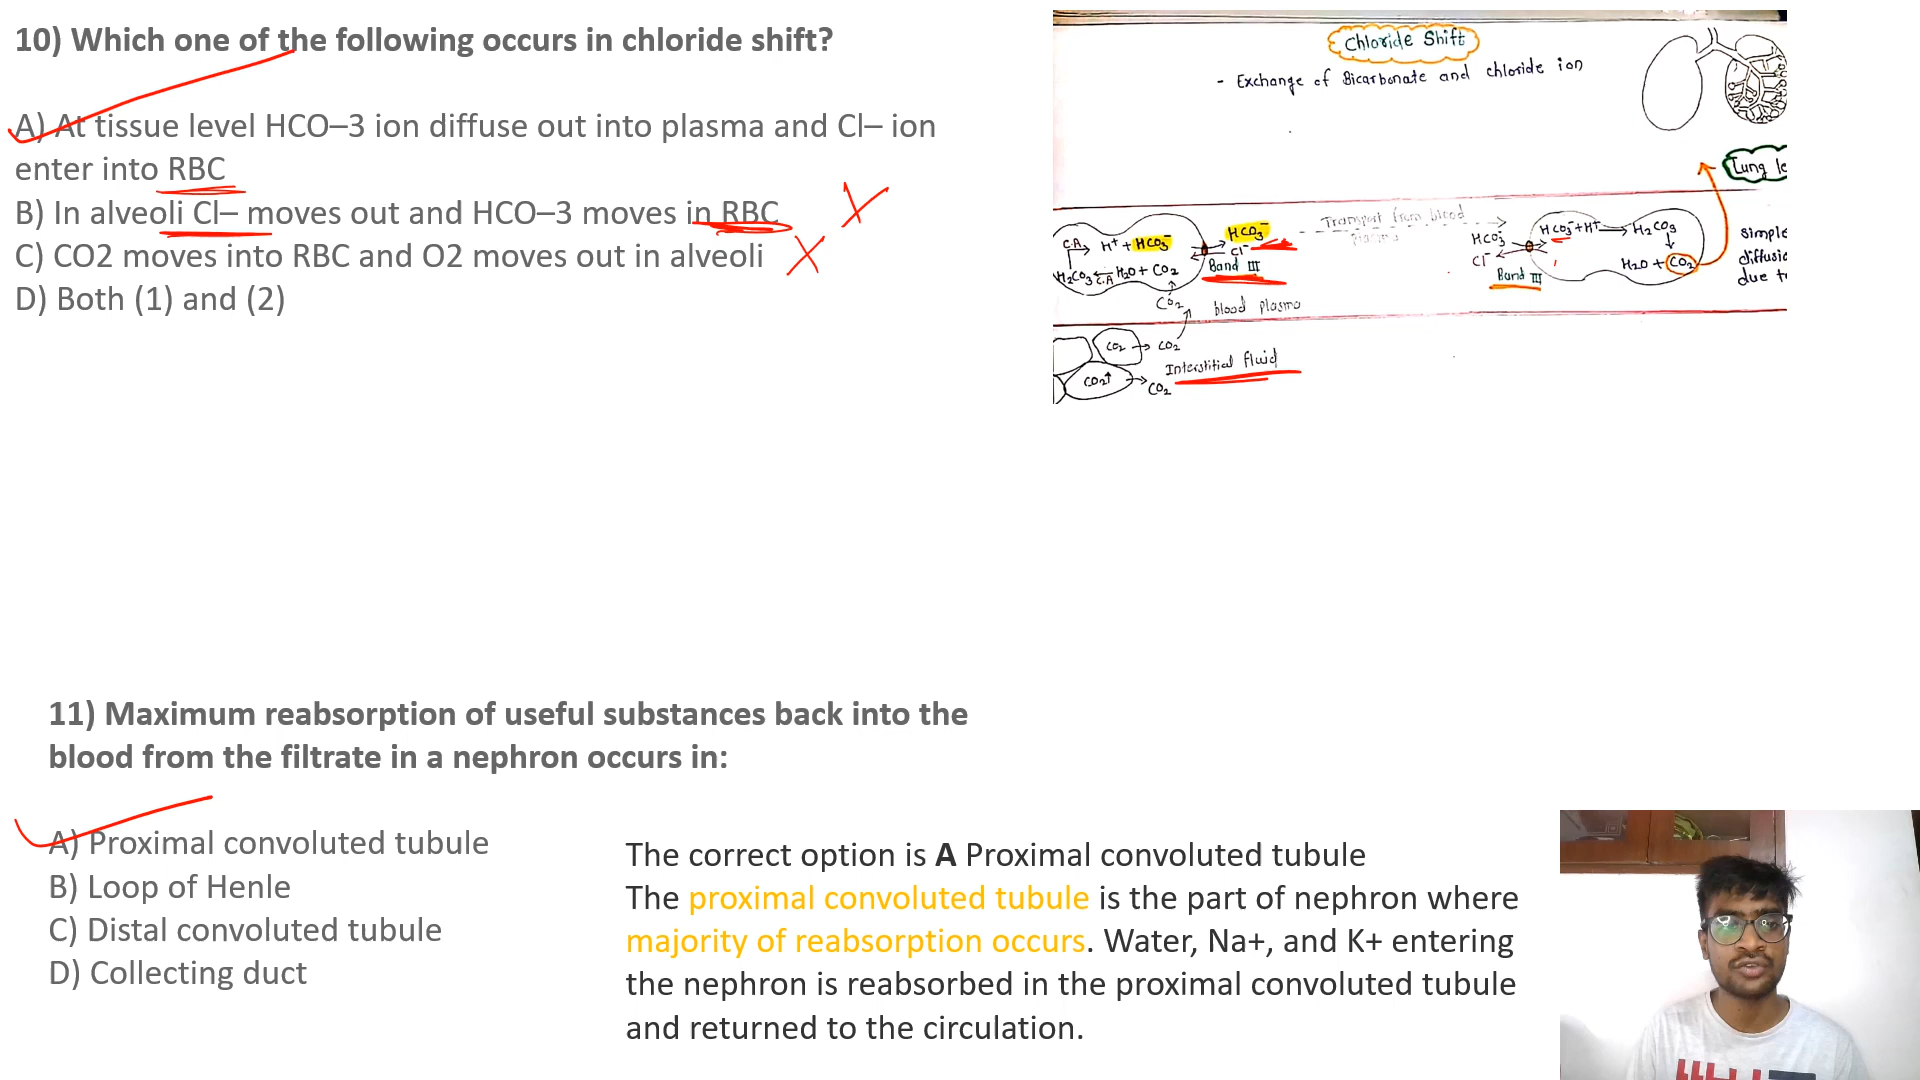 10) Which one of the following occurs in chloride shift?
A) At tissue level HCO–3 ion diffuse out into plasma and Cl– ion
enter into RBC
B) In alveoli Cl– moves out and HCO–3 moves in RBC
C) CO2 moves into RBC and O2 moves out in alveoli
D) Both (1) and (2)
Chloride Shift
- Exchange of Bicarbonate and chloride ion
Lung le
Transport from blood
plasma
C.A H⁺ + HCO₃⁻
HCO₃⁻
Cl⁻
H₂CO₃ C.A H₂O + CO₂
Band III
CO₂
blood plasma
HCO₃⁻
Cl⁻
Band III
HCO₃⁻ + H⁺ H₂CO₃
H₂O + CO₂
simple
diffusio
due t
CO₂ CO₂
CO₂↑ CO₂
Interstitial fluid
11) Maximum reabsorption of useful substances back into the
blood from the filtrate in a nephron occurs in:
A) Proximal convoluted tubule
B) Loop of Henle
C) Distal convoluted tubule
D) Collecting duct
The correct option is A Proximal convoluted tubule
The proximal convoluted tubule is the part of nephron where
majority of reabsorption occurs. Water, Na+, and K+ entering
the nephron is reabsorbed in the proximal convoluted tubule
and returned to the circulation.